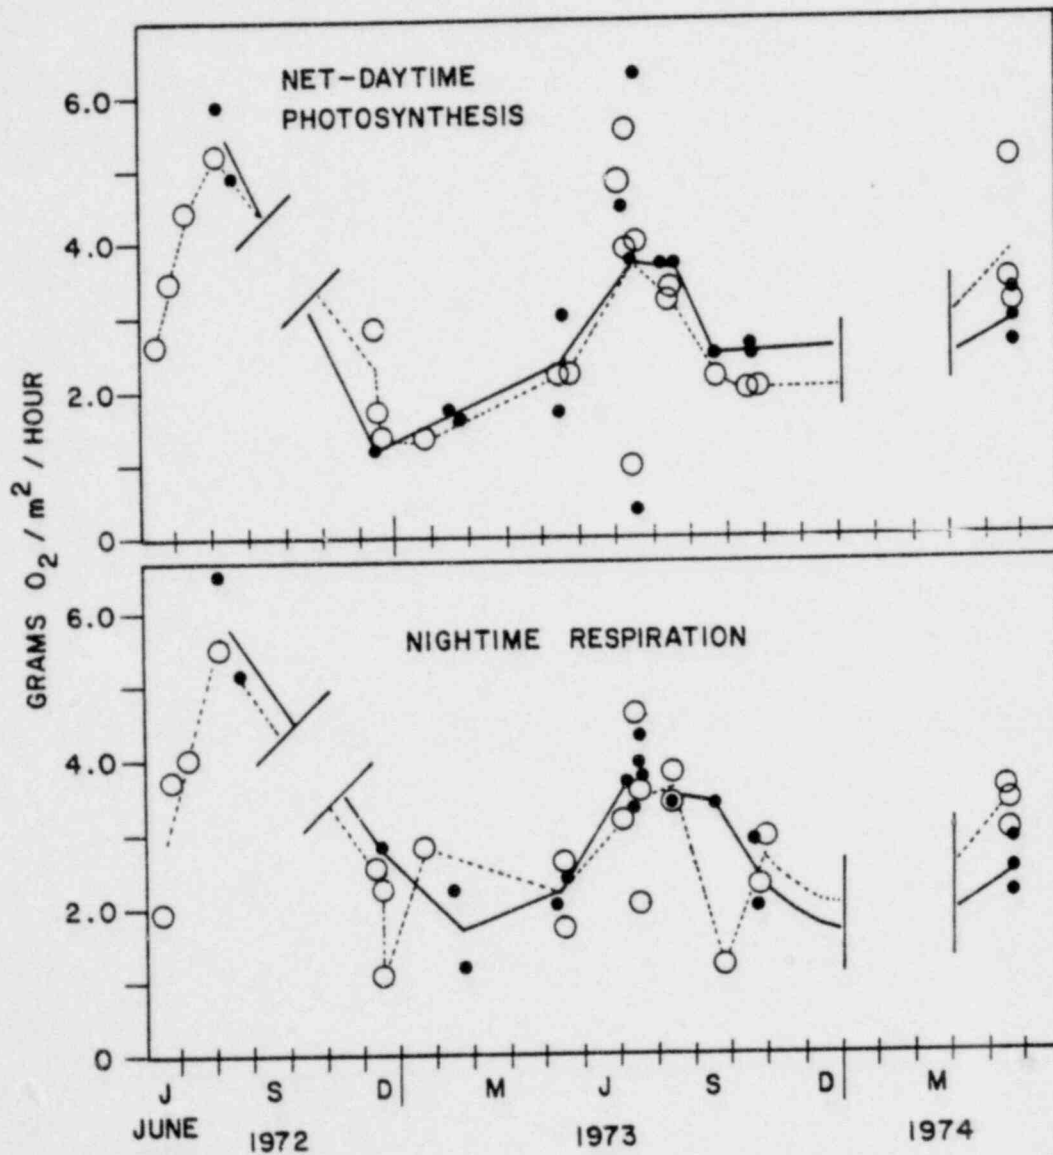 NET-DAYTIME
PHOTOSYNTHESIS
6.0
4.0
2.0
0
GRAMS O2 / m2 / HOUR
NIGHTIME RESPIRATION
6.0
4.0
2.0
0
J S D M J S D M
JUNE 1972 1973 1974